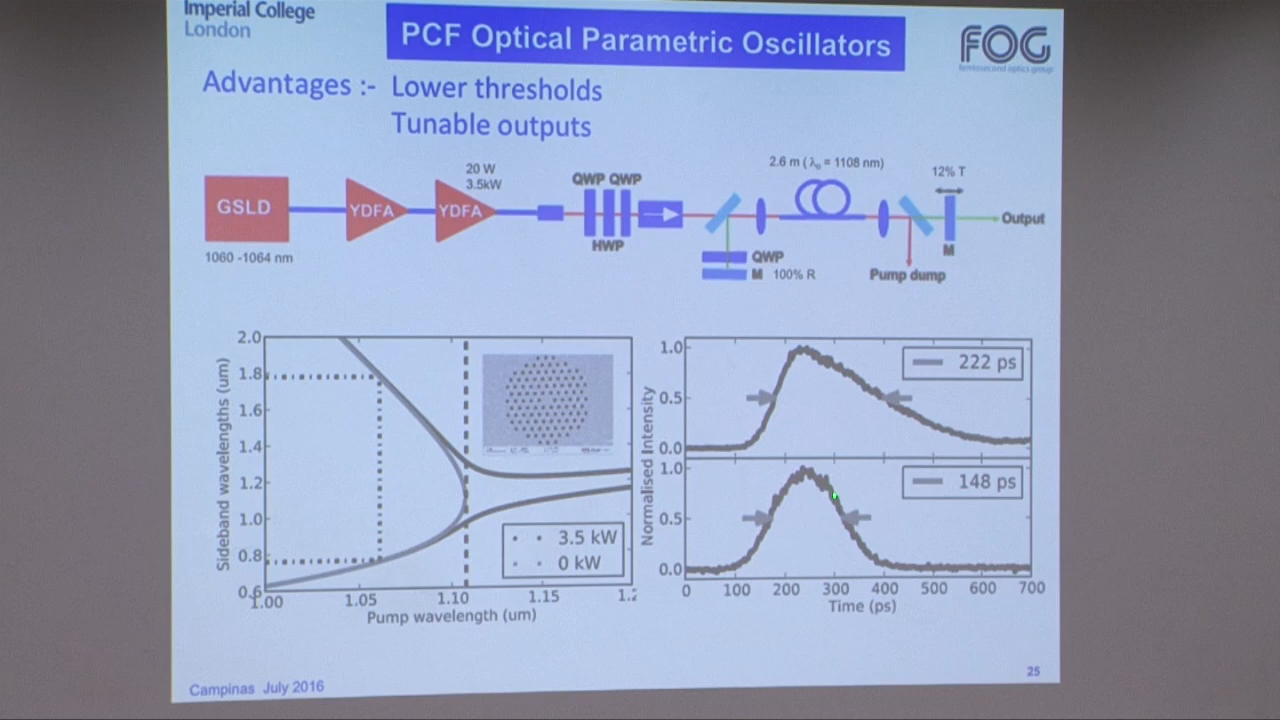 Imperial College
London
PCF Optical Parametric Oscillators
FOG
femtosecond optics group
Advantages :- Lower thresholds
Tunable outputs
GSLD
1060 -1064 nm
YDFA
YDFA
20 W
3.5kW
QWP QWP
HWP
QWP
M 100% R
2.6 m ( λ₀ = 1108 nm)
12% T
M
Output
Pump dump
Sideband wavelengths (um)
2.0
1.8
1.6
1.4
1.2
1.0
0.8
0.6
1.00 1.05 1.10 1.15 1.2
Pump wavelength (um)
3.5 kW
0 kW
Normalised Intensity
1.0
0.5
0.0
222 ps
1.0
0.5
0.0
148 ps
0 100 200 300 400 500 600 700
Time (ps)
Campinas July 2016
25